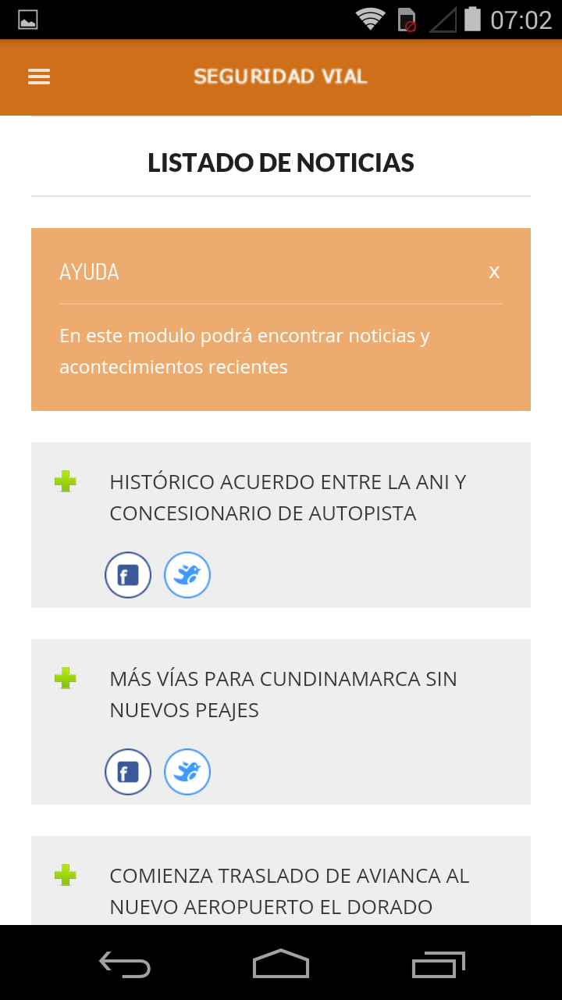 07:02
SEGURIDAD VIAL
LISTADO DE NOTICIAS
AYUDA x
En este modulo podrá encontrar noticias y
acontecimientos recientes
HISTÓRICO ACUERDO ENTRE LA ANI Y
CONCESIONARIO DE AUTOPISTA
MÁS VÍAS PARA CUNDINAMARCA SIN
NUEVOS PEAJES
COMIENZA TRASLADO DE AVIANCA AL
NUEVO AEROPUERTO EL DORADO